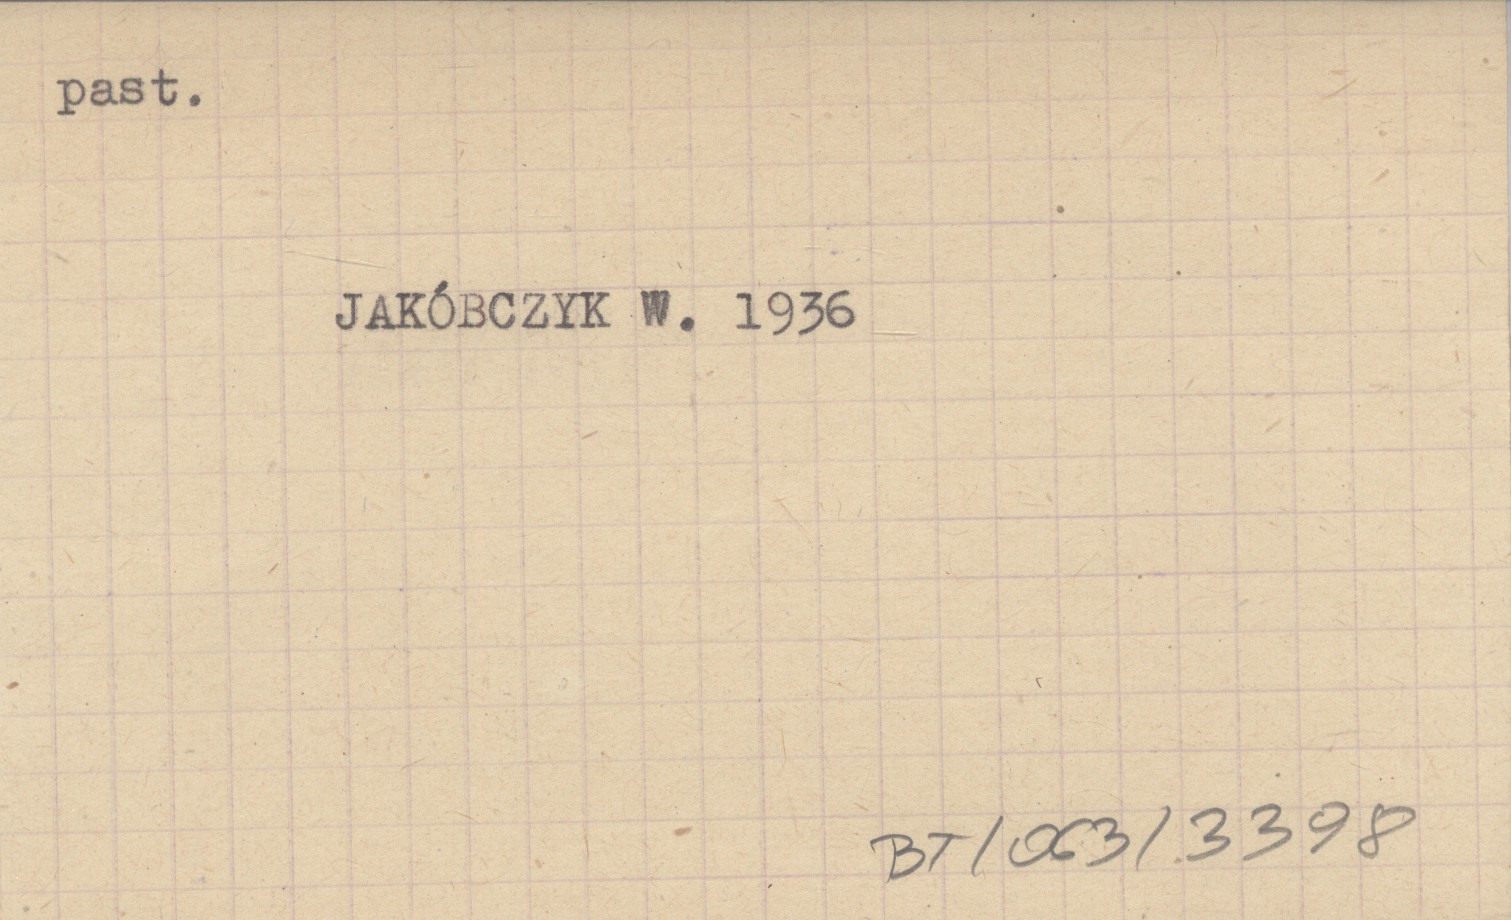 past.
JAKÓBCZYK W. 1936
BT/063/3398